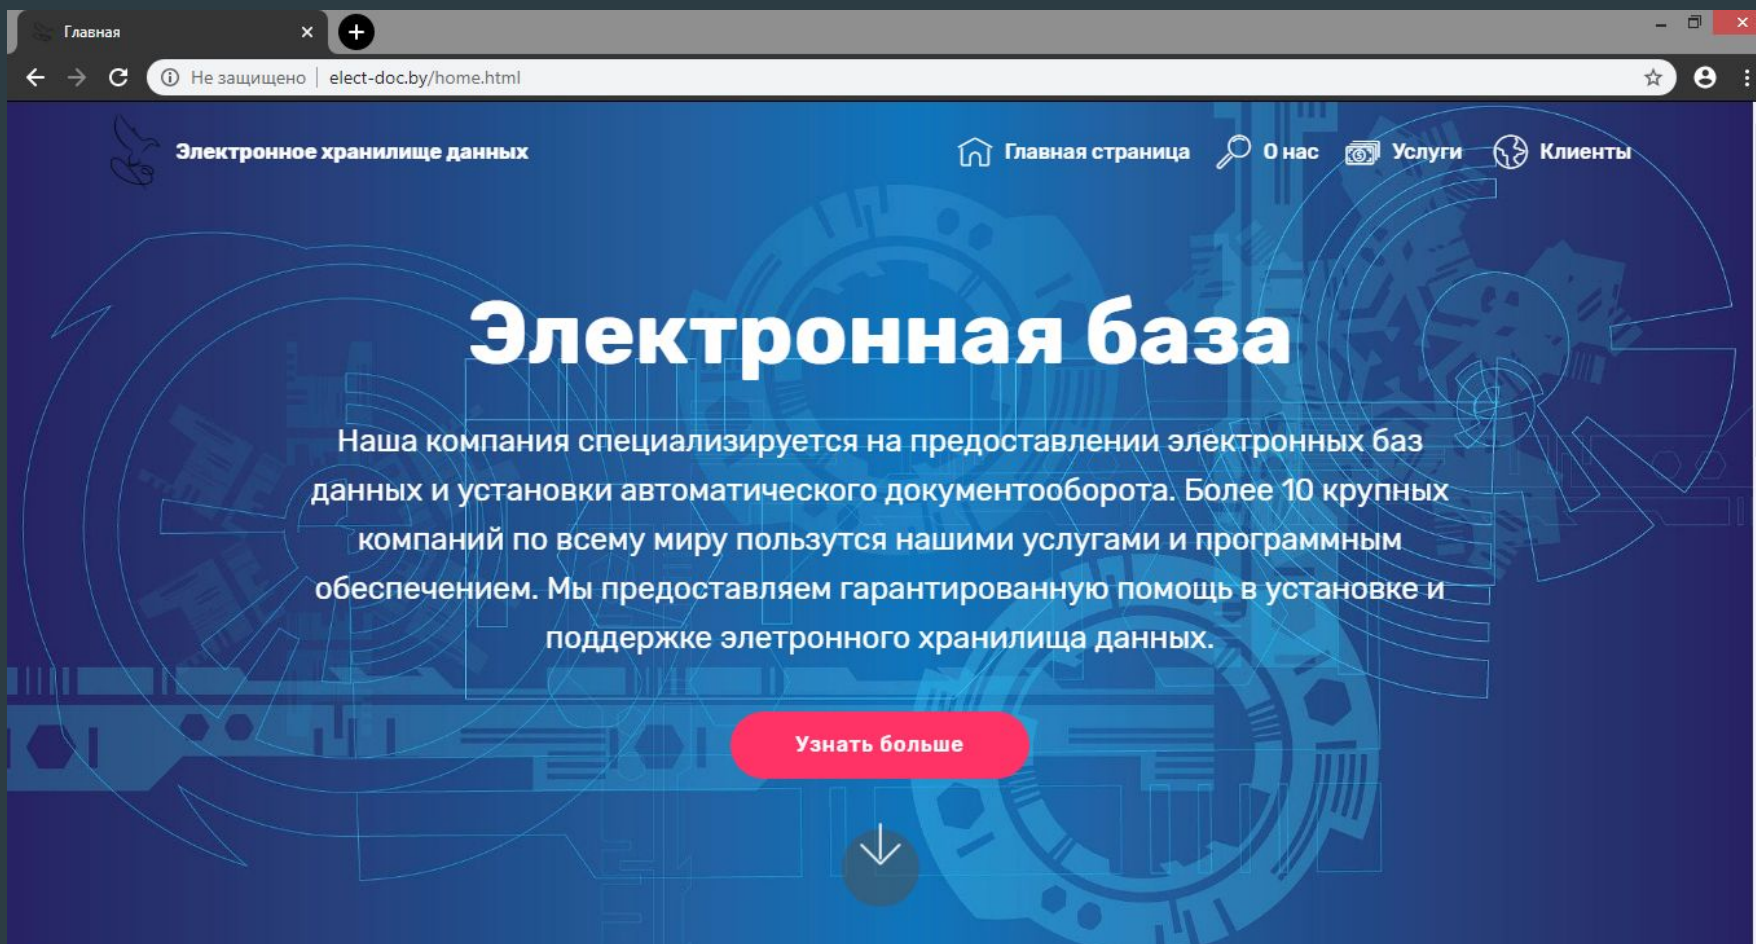 Главная
Не защищено | elect-doc.by/home.html
Электронное хранилище данных
Главная страница
О нас
Услуги
Клиенты
Электронная база
Наша компания специализируется на предоставлении электронных баз
данных и установки автоматического документооборота. Более 10 крупных
компаний по всему миру пользутся нашими услугами и программным
обеспечением. Мы предоставляем гарантированную помощь в установке и
поддержке элетронного хранилища данных.
Узнать больше